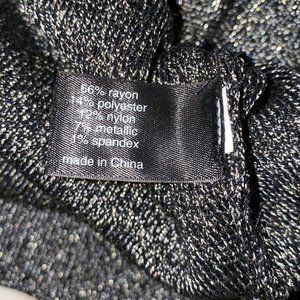 66% rayon
14% polyester
12% nylon
7% metallic
1% spandex
made in China